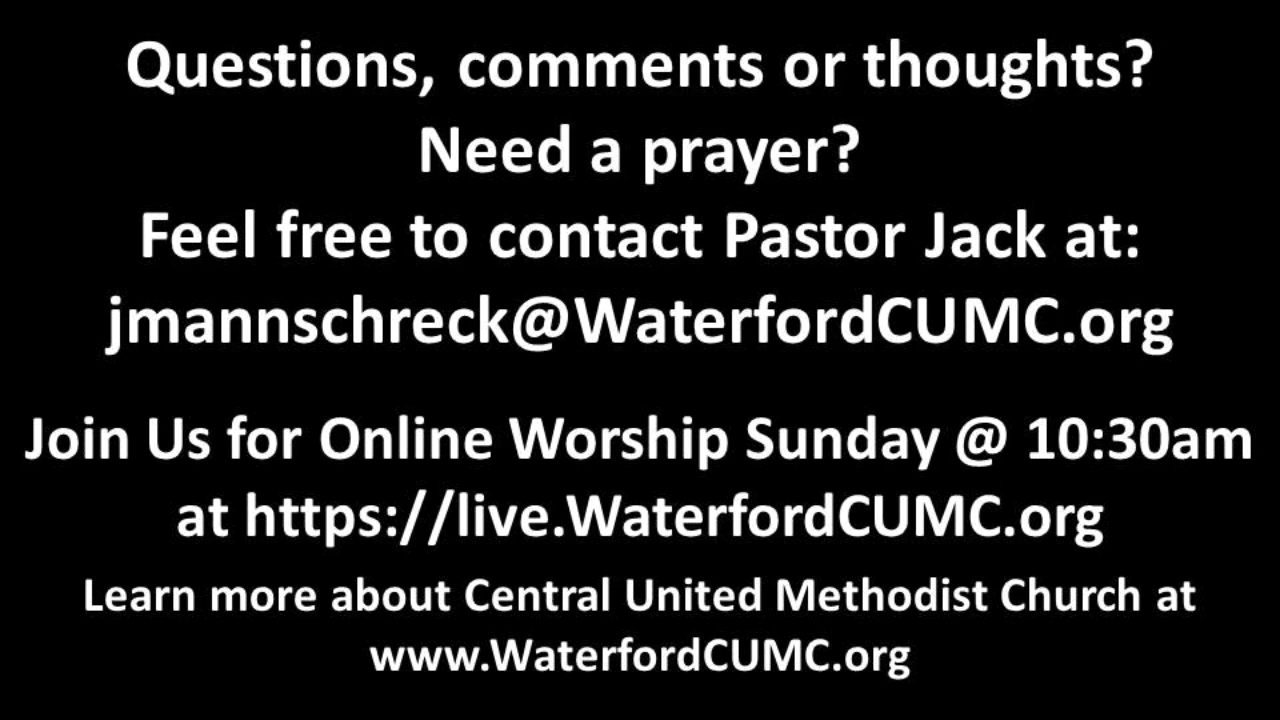 Questions, comments or thoughts?
Need a prayer?
Feel free to contact Pastor Jack at:
jmannschreck@WaterfordCUMC.org
Join Us for Online Worship Sunday @ 10:30am
at https://live.WaterfordCUMC.org
Learn more about Central United Methodist Church at
www.WaterfordCUMC.org